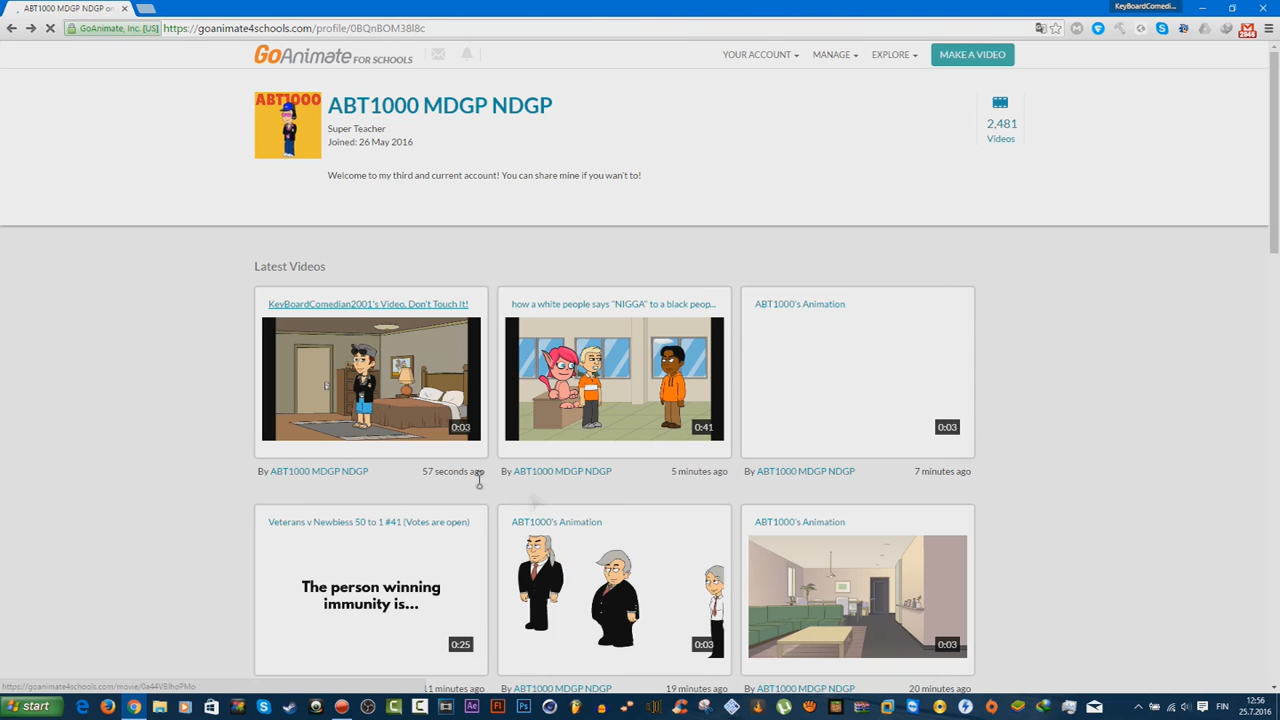 ABT1000 MDGP NDGP on
KeyBoardComedi...
GoAnimate, Inc. [US]
https://goanimate4schools.com/profile/0BQnBOM38l8c
2848
GoAnimate FOR SCHOOLS
YOUR ACCOUNT
MANAGE
EXPLORE
MAKE A VIDEO
ABT1000
ABT1000 MDGP NDGP
Super Teacher
Joined: 26 May 2016
2,481
Videos
Welcome to my third and current account! You can share mine if you wan't to!
Latest Videos
KeyBoardComedian2001's Video, Don't Touch It!
how a white people says "NIGGA" to a black peop...
ABT1000's Animation
0:03
0:41
0:03
By ABT1000 MDGP NDGP
57 seconds ago
By ABT1000 MDGP NDGP
5 minutes ago
By ABT1000 MDGP NDGP
7 minutes ago
Veterans v Newbiess 50 to 1 #41 (Votes are open)
ABT1000's Animation
ABT1000's Animation
The person winning
immunity is...
0:25
0:03
0:03
https://goanimate4schools.com/movie/0a44VBlhoPMo
11 minutes ago
By ABT1000 MDGP NDGP
19 minutes ago
By ABT1000 MDGP NDGP
20 minutes ago
start
FIN
12:56
25.7.2016